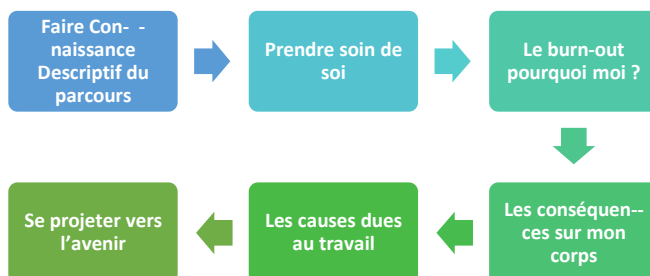 Faire Con- -
naissance
Descriptif du
parcours
Prendre soin de
soi
Le burn-out
pourquoi moi ?
Les conséquen--
ces sur mon
corps
Les causes dues
au travail
Se projeter vers
l’avenir